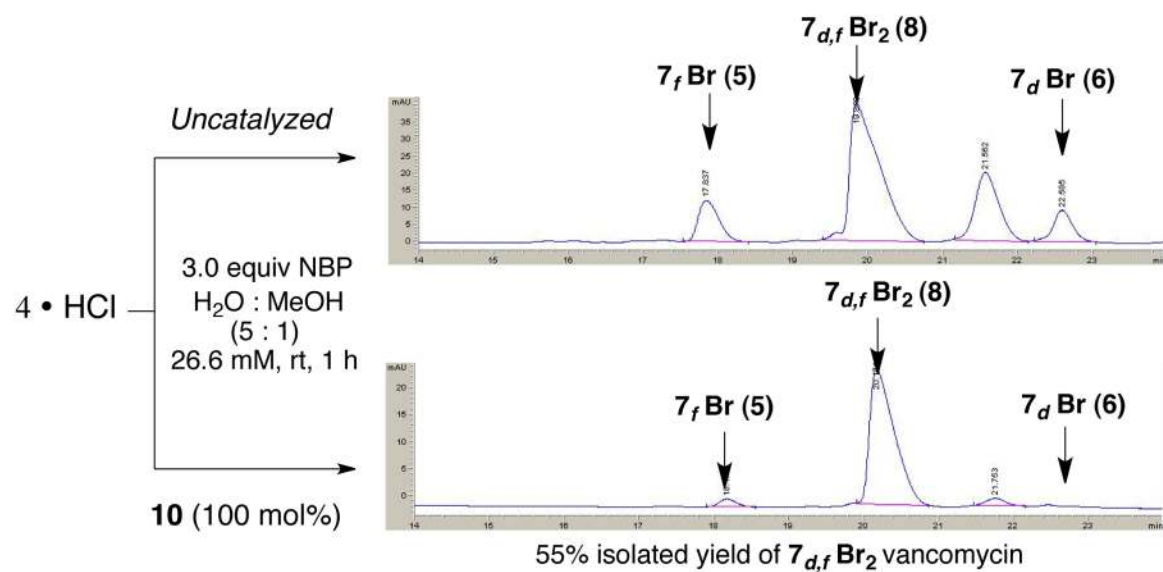 7d,f Br2 (8)
7f Br (5)
7d Br (6)
Uncatalyzed
mAU
35
30
25
20
15
10
5
0
17.837
21.562
22.595
14 15 16 17 18 19 20 21 22 23 min
3.0 equiv NBP
H2O : MeOH
(5 : 1)
26.6 mM, rt, 1 h
4 • HCl
7d,f Br2 (8)
7f Br (5)
7d Br (6)
mAU
20
15
10
5
0
21.753
14 15 16 17 18 19 20 21 22 23 min
10 (100 mol%)
55% isolated yield of 7d,f Br2 vancomycin